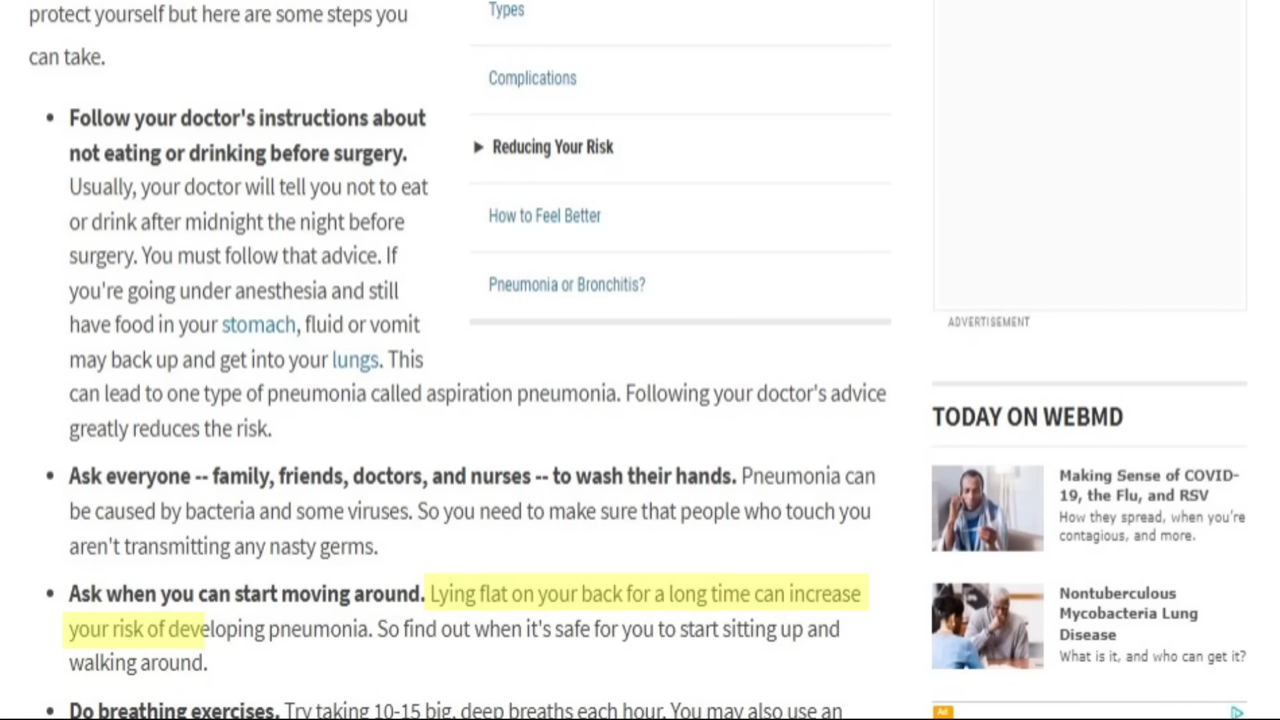 protect yourself but here are some steps you
can take.
• Follow your doctor's instructions about
not eating or drinking before surgery.
Usually, your doctor will tell you not to eat
or drink after midnight the night before
surgery. You must follow that advice. If
you're going under anesthesia and still
have food in your stomach, fluid or vomit
may back up and get into your lungs. This
can lead to one type of pneumonia called aspiration pneumonia. Following your doctor's advice
greatly reduces the risk.
• Ask everyone -- family, friends, doctors, and nurses -- to wash their hands. Pneumonia can
be caused by bacteria and some viruses. So you need to make sure that people who touch you
aren't transmitting any nasty germs.
• Ask when you can start moving around. Lying flat on your back for a long time can increase
your risk of developing pneumonia. So find out when it's safe for you to start sitting up and
walking around.
• Do breathing exercises. Try taking 10-15 big, deep breaths each hour. You may also use an
Types
Complications
Reducing Your Risk
How to Feel Better
Pneumonia or Bronchitis?
ADVERTISEMENT
TODAY ON WEBMD
Making Sense of COVID-
19, the Flu, and RSV
How they spread, when you're
contagious, and more.
Nontuberculous
Mycobacteria Lung
Disease
What is it, and who can get it?
Ad